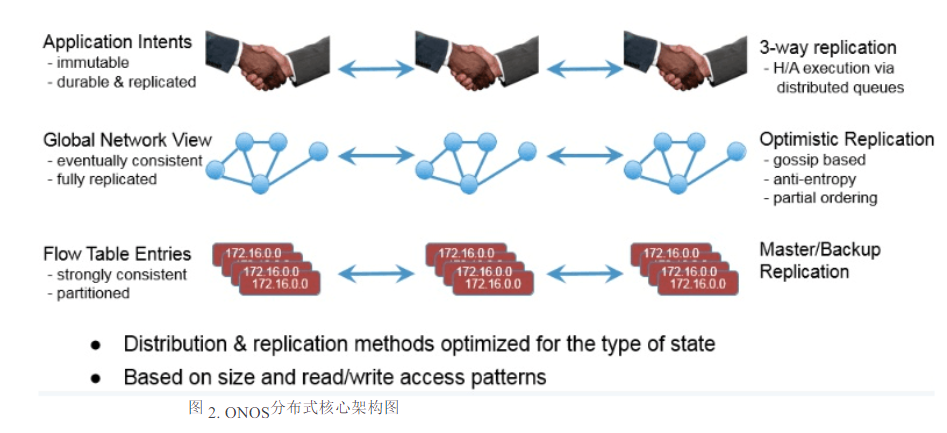 Application Intents
- immutable
- durable & replicated
3-way replication
- H/A execution via
distributed queues
Global Network View
- eventually consistent
- fully replicated
Optimistic Replication
- gossip based
- anti-entropy
- partial ordering
Flow Table Entries
- strongly consistent
- partitioned
172.16.0.0
172.16.0.0
172.16.0.0
172.16.0.0
172.16.0.0
172.16.0.0
172.16.0.0
172.16.0.0
172.16.0.0
Master/Backup
Replication
● Distribution & replication methods optimized for the type of state
● Based on size and read/write access patterns
图 2. ONOS分布式核心架构图